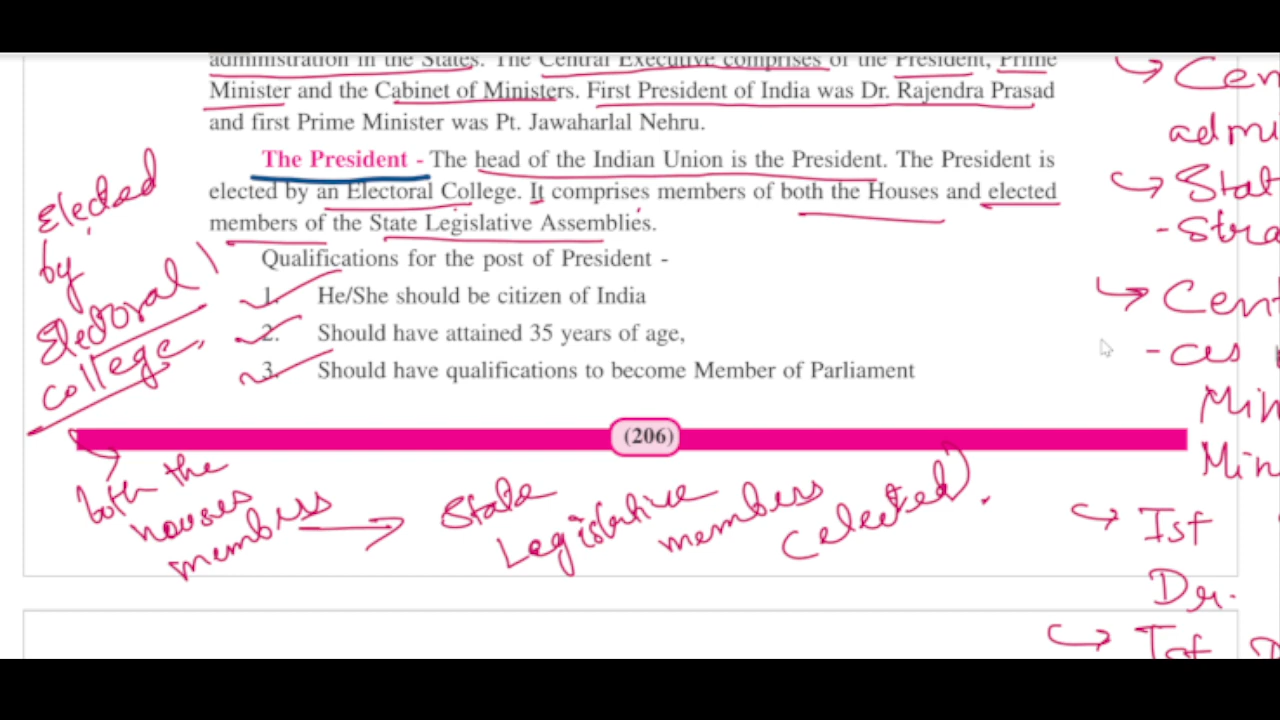 administration in the States. The Central Executive comprises of the President, Prime
Minister and the Cabinet of Ministers. First President of India was Dr. Rajendra Prasad
and first Prime Minister was Pt. Jawaharlal Nehru.
The President - The head of the Indian Union is the President. The President is
elected by an Electoral College. It comprises members of both the Houses and elected
members of the State Legislative Assemblies.
Qualifications for the post of President -
1. He/She should be citizen of India
2. Should have attained 35 years of age,
3. Should have qualifications to become Member of Parliament
(206)
Elected
by
Electoral
college,
both the
houses
members
State
Legislative
members
(elected).
Cen
admi
Stat
- Stra
Cent
Min
Min
Ist
Dr.
Ist